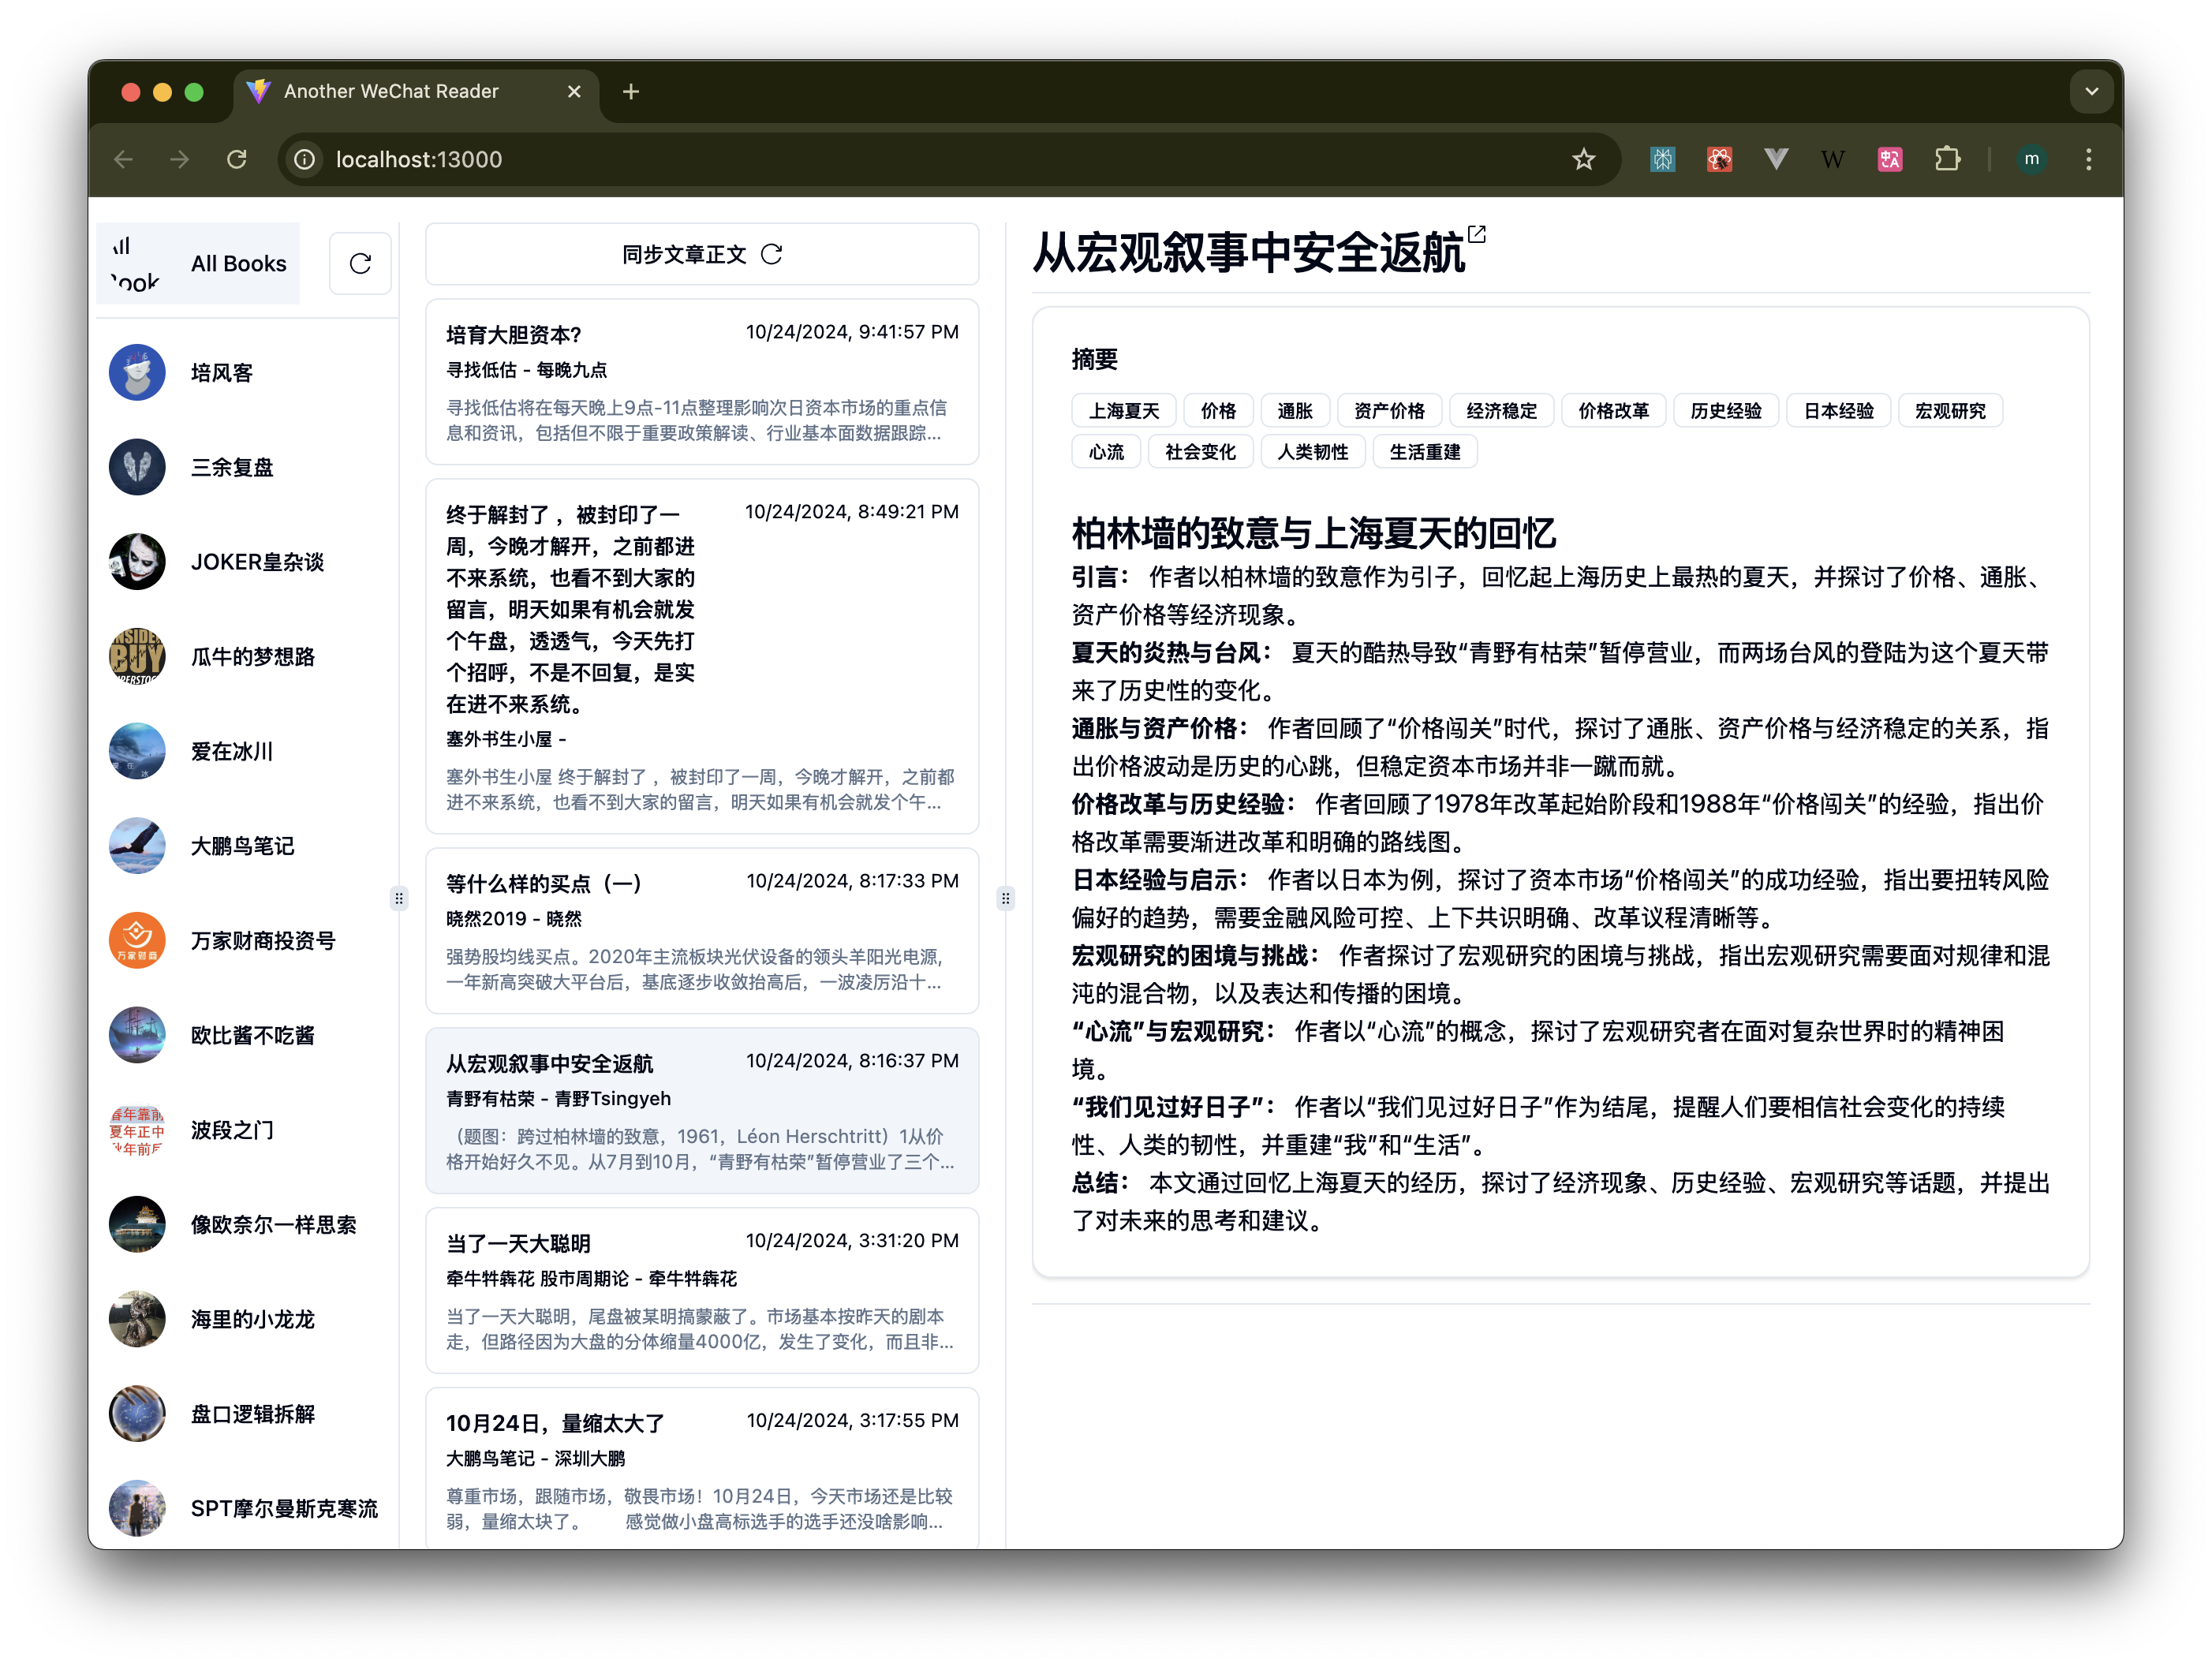 Another WeChat Reader
localhost:13000
m
All Books
培风客
三余复盘
JOKER皇杂谈
瓜牛的梦想路
爱在冰川
大鹏鸟笔记
万家财商
万家财商投资号
欧比酱不吃酱
波段之门
像欧奈尔一样思索
海里的小龙龙
盘口逻辑拆解
SPT摩尔曼斯克寒流
同步文章正文
培育大胆资本？
10/24/2024, 9:41:57 PM
寻找低估 - 每晚九点
寻找低估将在每天晚上9点-11点整理影响次日资本市场的重点信
息和资讯，包括但不限于重要政策解读、行业基本面数据跟踪...
终于解封了 ，被封印了一
10/24/2024, 8:49:21 PM
周，今晚才解开，之前都进
不来系统，也看不到大家的
留言，明天如果有机会就发
个午盘，透透气，今天先打
个招呼，不是不回复，是实
在进不来系统。
塞外书生小屋 -
塞外书生小屋 终于解封了 ，被封印了一周，今晚才解开，之前都
进不来系统，也看不到大家的留言，明天如果有机会就发个午...
等什么样的买点（一）
10/24/2024, 8:17:33 PM
晓然2019 - 晓然
强势股均线买点。2020年主流板块光伏设备的领头羊阳光电源，
一年新高突破大平台后，基底逐步收敛抬高后，一波凌厉沿十...
从宏观叙事中安全返航
10/24/2024, 8:16:37 PM
青野有枯荣 - 青野Tsingyeh
（题图：跨过柏林墙的致意，1961，Léon Herschtritt）1从价
格开始好久不见。从7月到10月，“青野有枯荣”暂停营业了三个...
当了一天大聪明
10/24/2024, 3:31:20 PM
牵牛牲犇花 股市周期论 - 牵牛牲犇花
当了一天大聪明，尾盘被某明搞蒙蔽了。市场基本按昨天的剧本
走，但路径因为大盘的分体缩量4000亿，发生了变化，而且非...
10月24日，量缩太大了
10/24/2024, 3:17:55 PM
大鹏鸟笔记 - 深圳大鹏
尊重市场，跟随市场，敬畏市场！10月24日，今天市场还是比较
弱，量缩太块了。 感觉做小盘高标选手的选手还没啥影响...
从宏观叙事中安全返航
摘要
上海夏天 价格 通胀 资产价格 经济稳定 价格改革 历史经验 日本经验 宏观研究
心流 社会变化 人类韧性 生活重建
柏林墙的致意与上海夏天的回忆
引言： 作者以柏林墙的致意作为引子，回忆起上海历史上最热的夏天，并探讨了价格、通胀、
资产价格等经济现象。
夏天的炎热与台风： 夏天的酷热导致“青野有枯荣”暂停营业，而两场台风的登陆为这个夏天带
来了历史性的变化。
通胀与资产价格： 作者回顾了“价格闯关”时代，探讨了通胀、资产价格与经济稳定的关系，指
出价格波动是历史的心跳，但稳定资本市场并非一蹴而就。
价格改革与历史经验： 作者回顾了1978年改革起始阶段和1988年“价格闯关”的经验，指出价
格改革需要渐进改革和明确的路线图。
日本经验与启示： 作者以日本为例，探讨了资本市场“价格闯关”的成功经验，指出要扭转风险
偏好的趋势，需要金融风险可控、上下共识明确、改革议程清晰等。
宏观研究的困境与挑战： 作者探讨了宏观研究的困境与挑战，指出宏观研究需要面对规律和混
沌的混合物，以及表达和传播的困境。
“心流”与宏观研究： 作者以“心流”的概念，探讨了宏观研究者在面对复杂世界时的精神困
境。
“我们见过好日子”： 作者以“我们见过好日子”作为结尾，提醒人们要相信社会变化的持续
性、人类的韧性，并重建“我”和“生活”。
总结： 本文通过回忆上海夏天的经历，探讨了经济现象、历史经验、宏观研究等话题，并提出
了对未来的思考和建议。